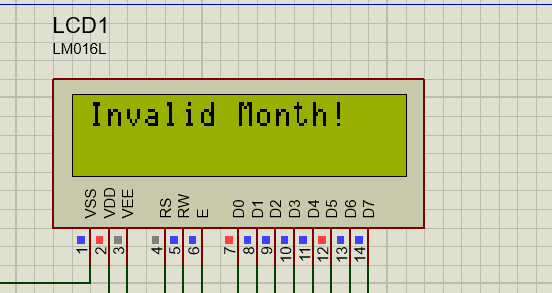 LCD1
LM016L
Invalid Month!
VSS VDD VEE RS RW E D0 D1 D2 D3 D4 D5 D6 D7
1 2 3 4 5 6 7 8 9 10 11 12 13 14